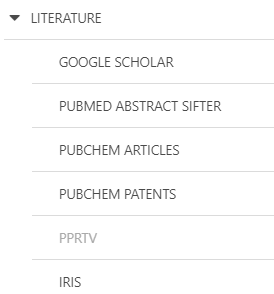 LITERATURE
GOOGLE SCHOLAR
PUBMED ABSTRACT SIFTER
PUBCHEM ARTICLES
PUBCHEM PATENTS
PPRTV
IRIS